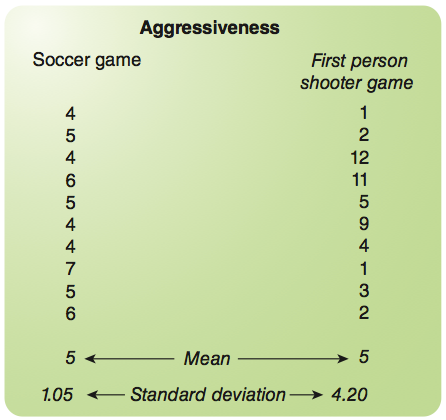 Aggressiveness
Soccer game First person
shooter game
4 1
5 2
4 12
6 11
5 5
4 9
4 4
7 1
5 3
6 2
5 Mean 5
1.05 Standard deviation 4.20